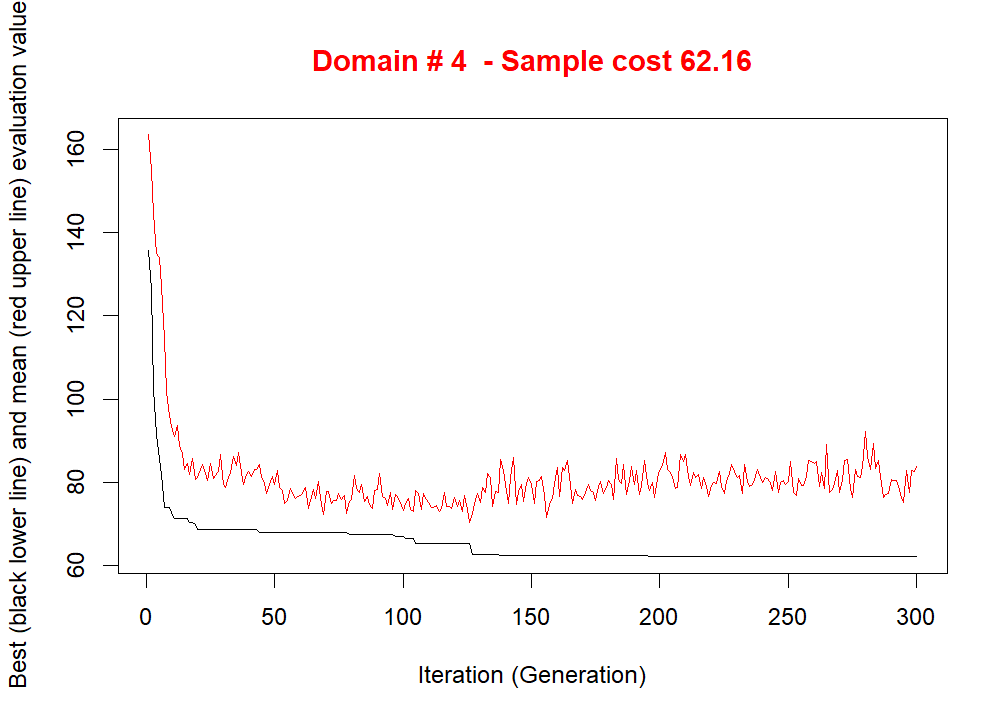 Domain # 4  - Sample cost 62.16
Best (black lower line) and mean (red upper line) evaluation value
160
140
120
100
80
60
0 50 100 150 200 250 300
Iteration (Generation)